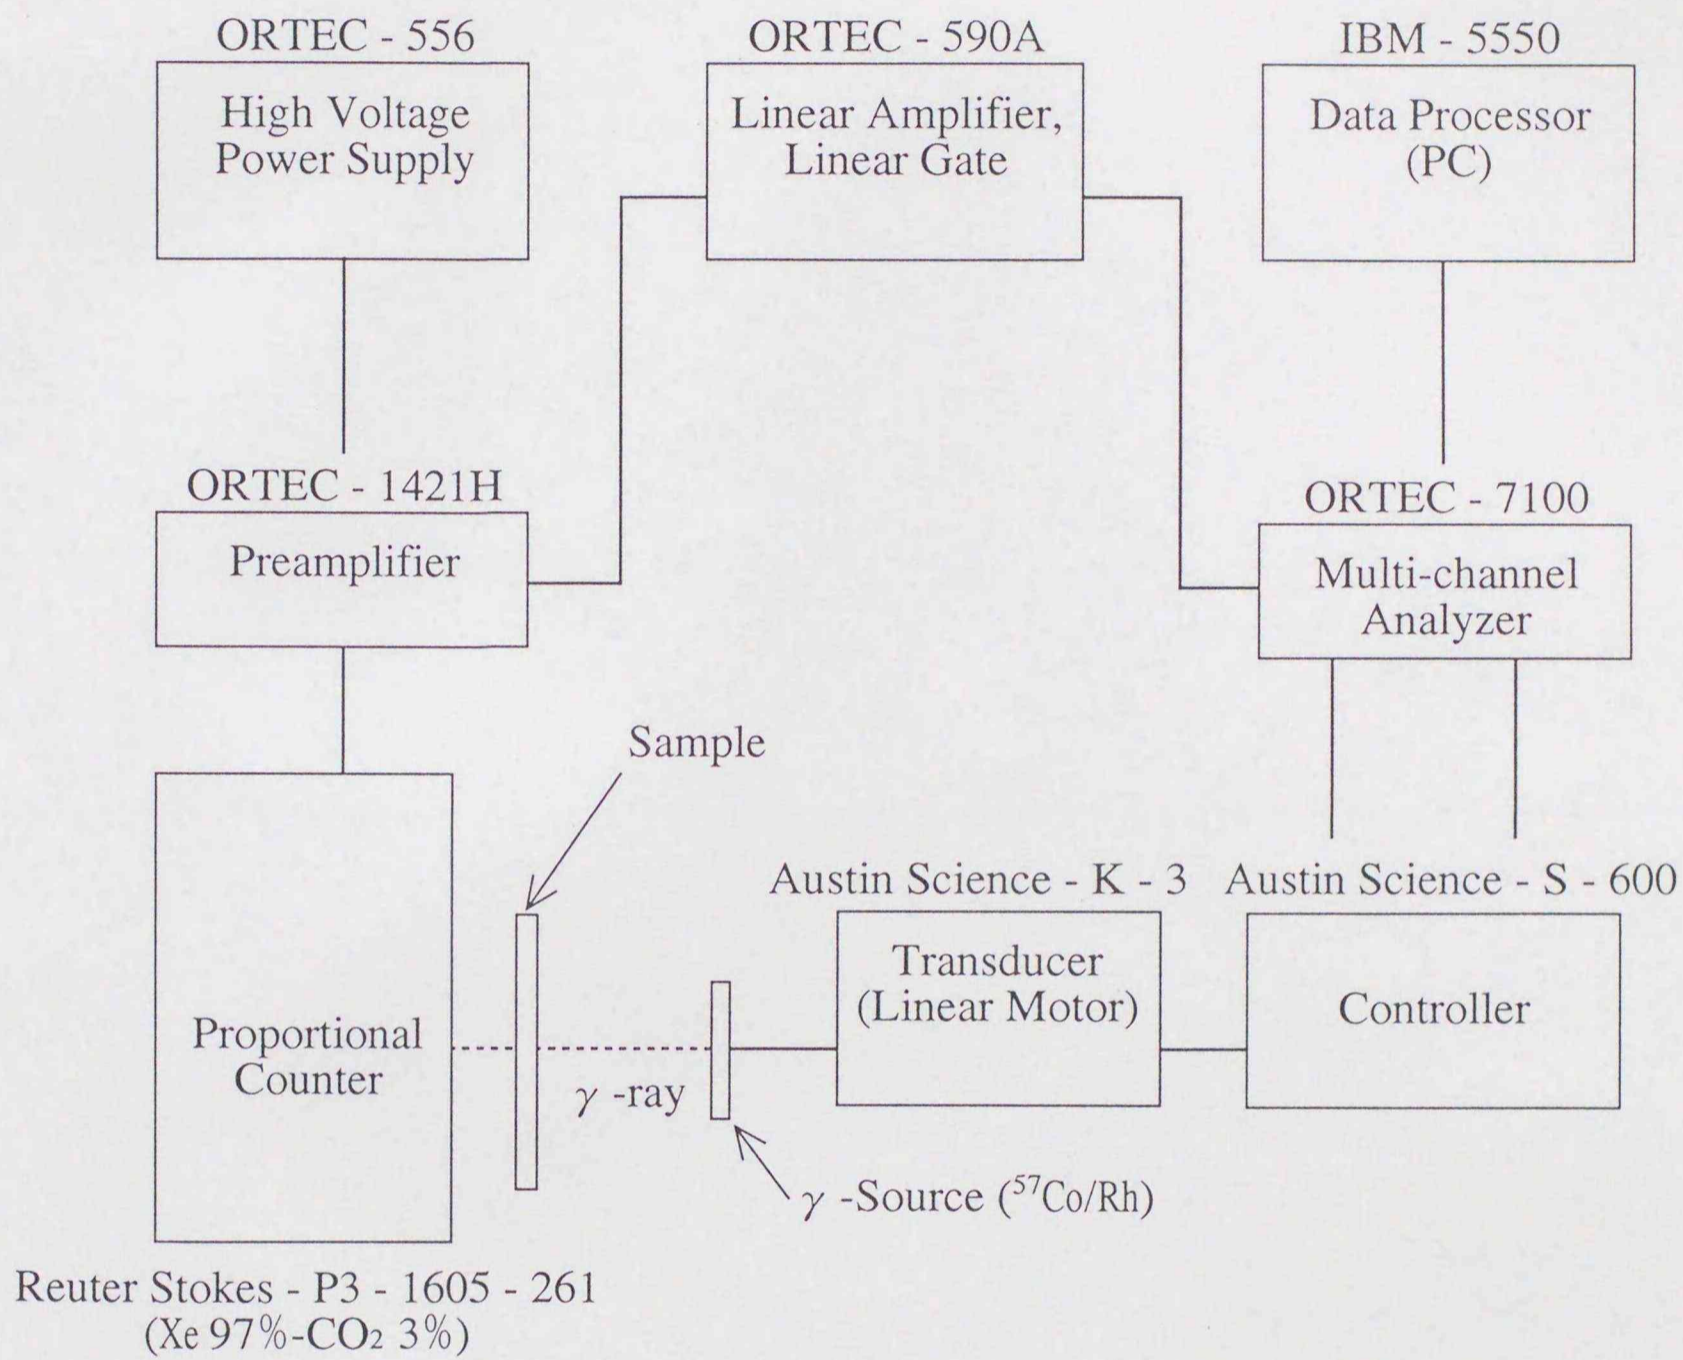 ORTEC - 556
High Voltage
Power Supply
ORTEC - 590A
Linear Amplifier,
Linear Gate
IBM - 5550
Data Processor
(PC)
ORTEC - 1421H
Preamplifier
ORTEC - 7100
Multi-channel
Analyzer
Sample
Austin Science - K - 3
Transducer
(Linear Motor)
Austin Science - S - 600
Controller
Proportional
Counter
γ -ray
γ -Source (⁵⁷Co/Rh)
Reuter Stokes - P3 - 1605 - 261
(Xe 97%-CO₂ 3%)